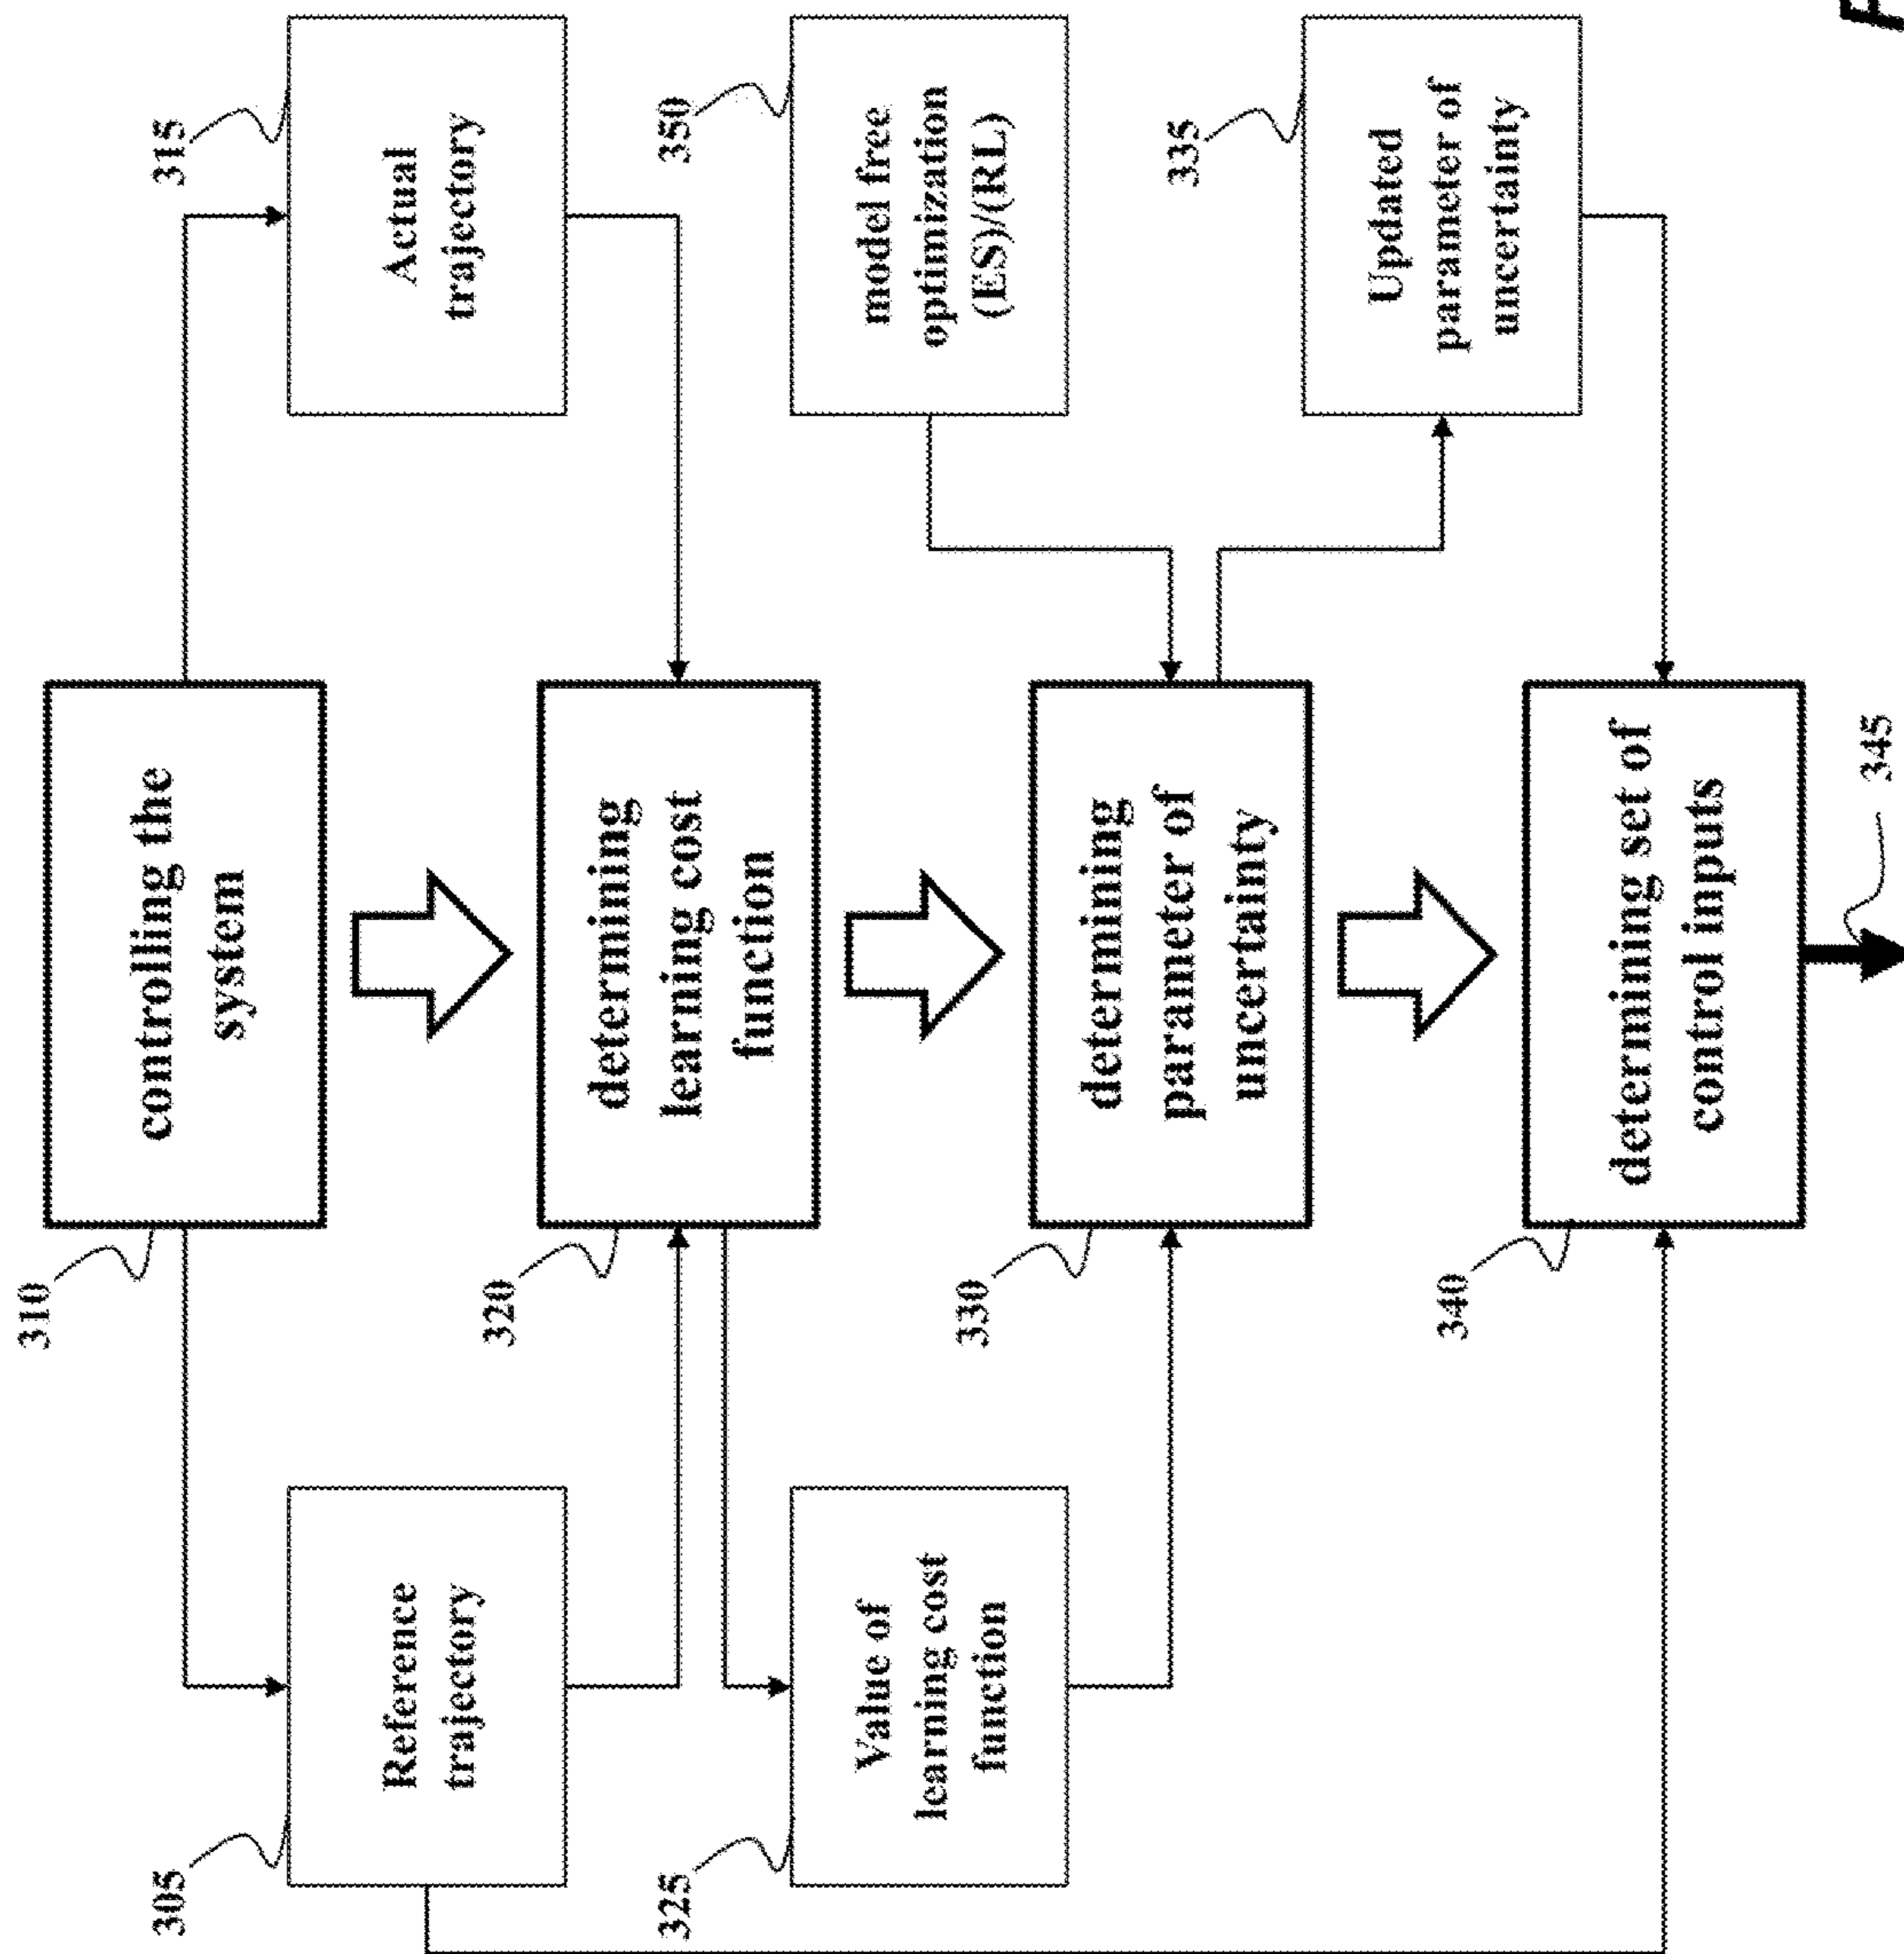 310
controlling the
system
315
Actual
trajectory
305
Reference
trajectory
320
determining
learning cost
function
350
model free
optimization
(ES)/(RL)
325
Value of
learning cost
function
330
determining
parameter of
uncertainty
335
Updated
parameter of
uncertainty
340
determining set of
control inputs
345